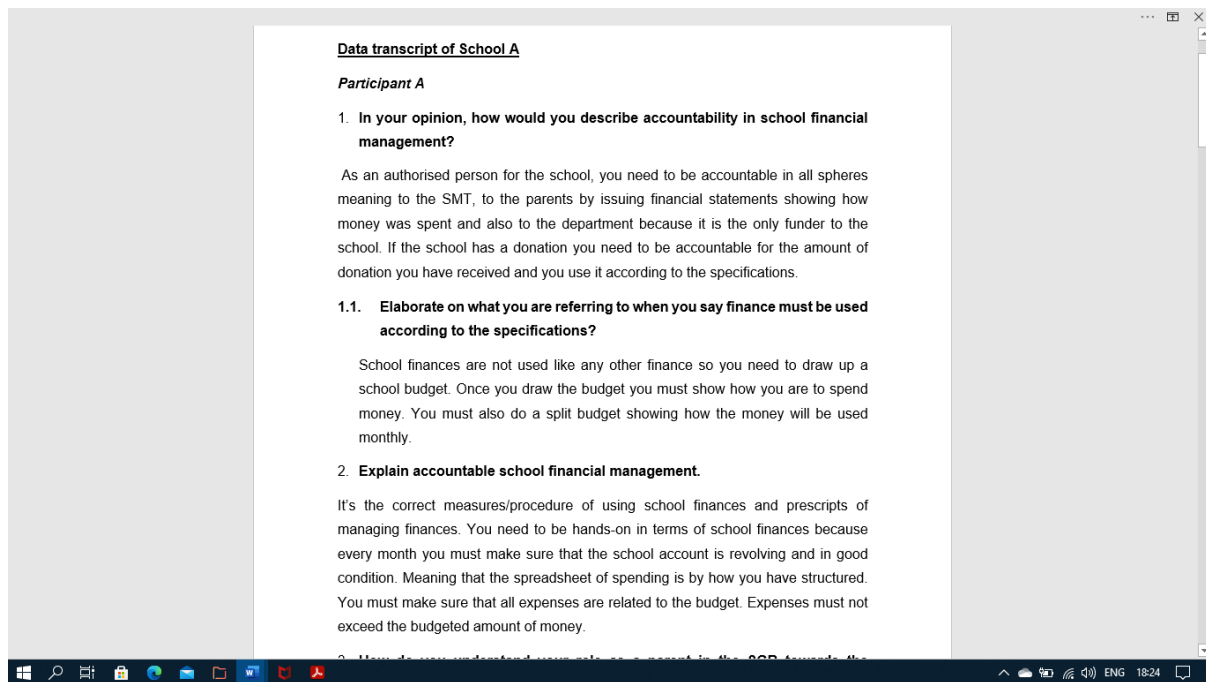 Data transcript of School A
Participant A
1. In your opinion, how would you describe accountability in school financial
management?
As an authorised person for the school, you need to be accountable in all spheres
meaning to the SMT, to the parents by issuing financial statements showing how
money was spent and also to the department because it is the only funder to the
school. If the school has a donation you need to be accountable for the amount of
donation you have received and you use it according to the specifications.
1.1. Elaborate on what you are referring to when you say finance must be used
according to the specifications?
School finances are not used like any other finance so you need to draw up a
school budget. Once you draw the budget you must show how you are to spend
money. You must also do a split budget showing how the money will be used
monthly.
2. Explain accountable school financial management.
It's the correct measures/procedure of using school finances and prescripts of
managing finances. You need to be hands-on in terms of school finances because
every month you must make sure that the school account is revolving and in good
condition. Meaning that the spreadsheet of spending is by how you have structured.
You must make sure that all expenses are related to the budget. Expenses must not
exceed the budgeted amount of money.
ENG 18:24